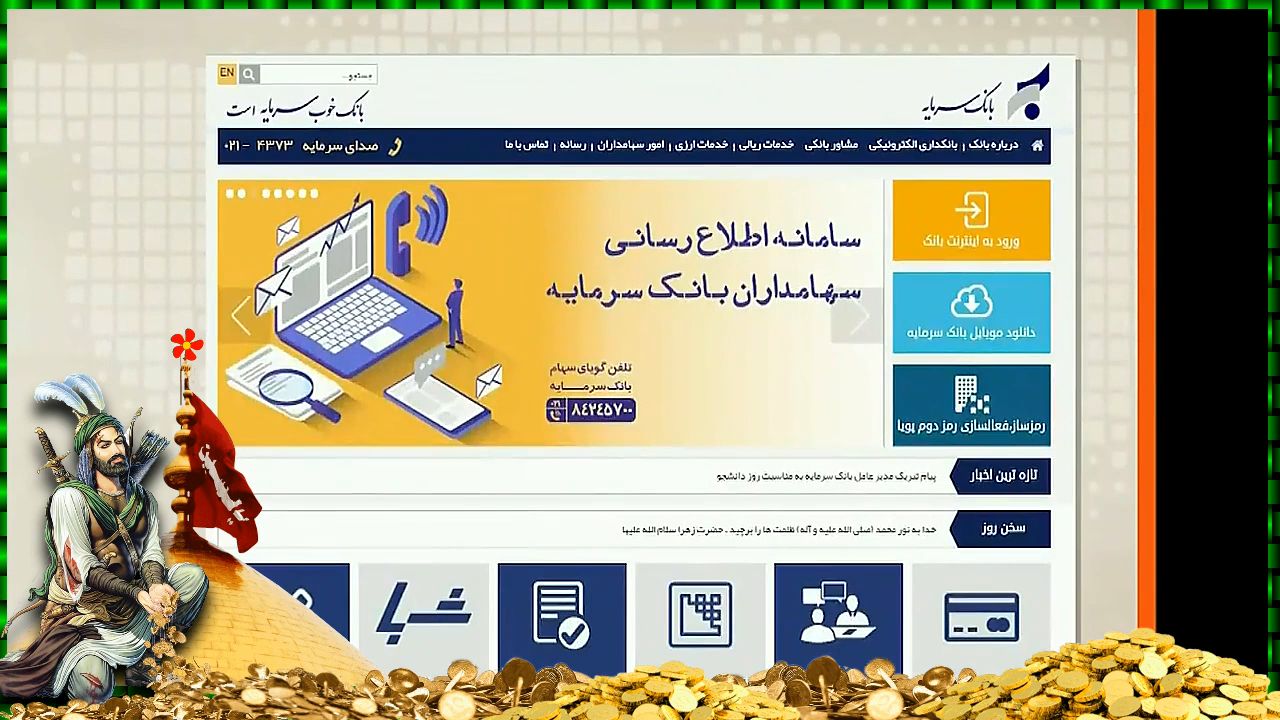 EN
جستجو...
بانک سرمایه
بانک خوب سرمایه است
درباره بانک | بانکداری الکترونیکی مشاور بانکی خدمات ریالی | خدمات ارزی | امور سهامداران | رسانه | تماس با ما
صدای سرمایه ۴۳۷۳ - ۰۲۱
ورود به اینترنت بانک
دانلود موبایل بانک سرمایه
رمزساز،فعالسازی رمز دوم پویا
سامانه اطلاع رسانی
سهامداران بانک سرمایه
تلفن گویای سهام
بانک سرمایه
۰۲۱ ۸۴۲۴۵۷۰۰
تازه ترین اخبار
پیام تبریک مدیر عامل بانک سرمایه به مناسبت روز دانشجو
سخن روز
خدا به نور محمد (صلی الله علیه و آله) ظلمت ها را برچید . حضرت زهرا سلام الله علیها
شبا